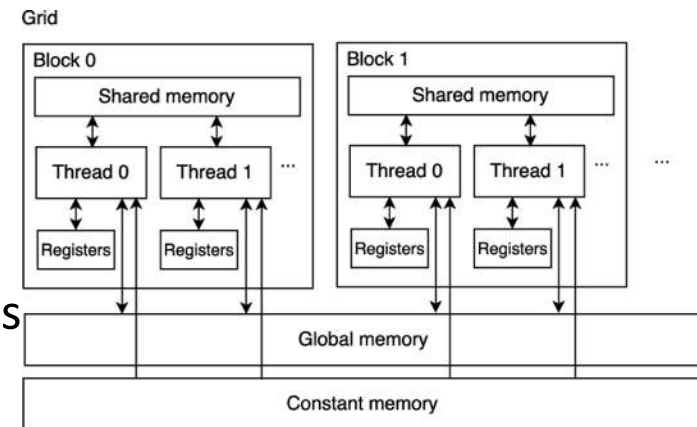 Grid
Block 0
Block 1
Shared memory
Shared memory
Thread 0
Thread 1
...
Thread 0
Thread 1
...
...
Registers
Registers
Registers
Registers
s
Global memory
Constant memory